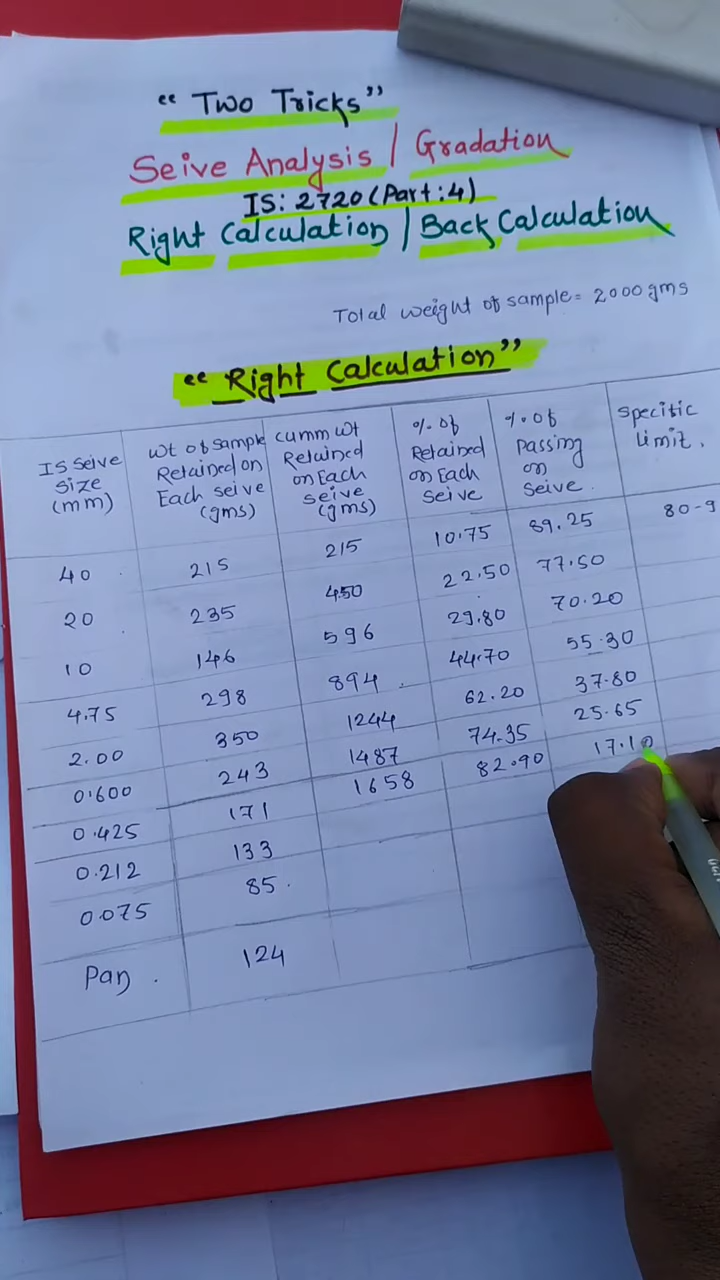 “ Two Tricks”
Seive Analysis / Gradation
IS: 2720 (Part:4)
Right Calculation / Back Calculation
Total weight of sample = 2000 gms
“ Right Calculation”
IS Seive Size (mm) | Wt of Sample Retained on Each seive (gms) | Cumm Wt Retained on Each seive (gms) | % of Retained on Each Seive | % of Passing on Seive. | Specific Limit.
40 | 215 | 215 | 10.75 | 89.25 | 80-9
20 | 235 | 450 | 22.50 | 77.50
10 | 146 | 596 | 29.80 | 70.20
4.75 | 298 | 894 | 44.70 | 55.30
2.00 | 350 | 1244 | 62.20 | 37.80
0.600 | 243 | 1487 | 74.35 | 25.65
0.425 | 171 | 1658 | 82.90 | 17.10
0.212 | 133
0.075 | 85.
Pan . | 124